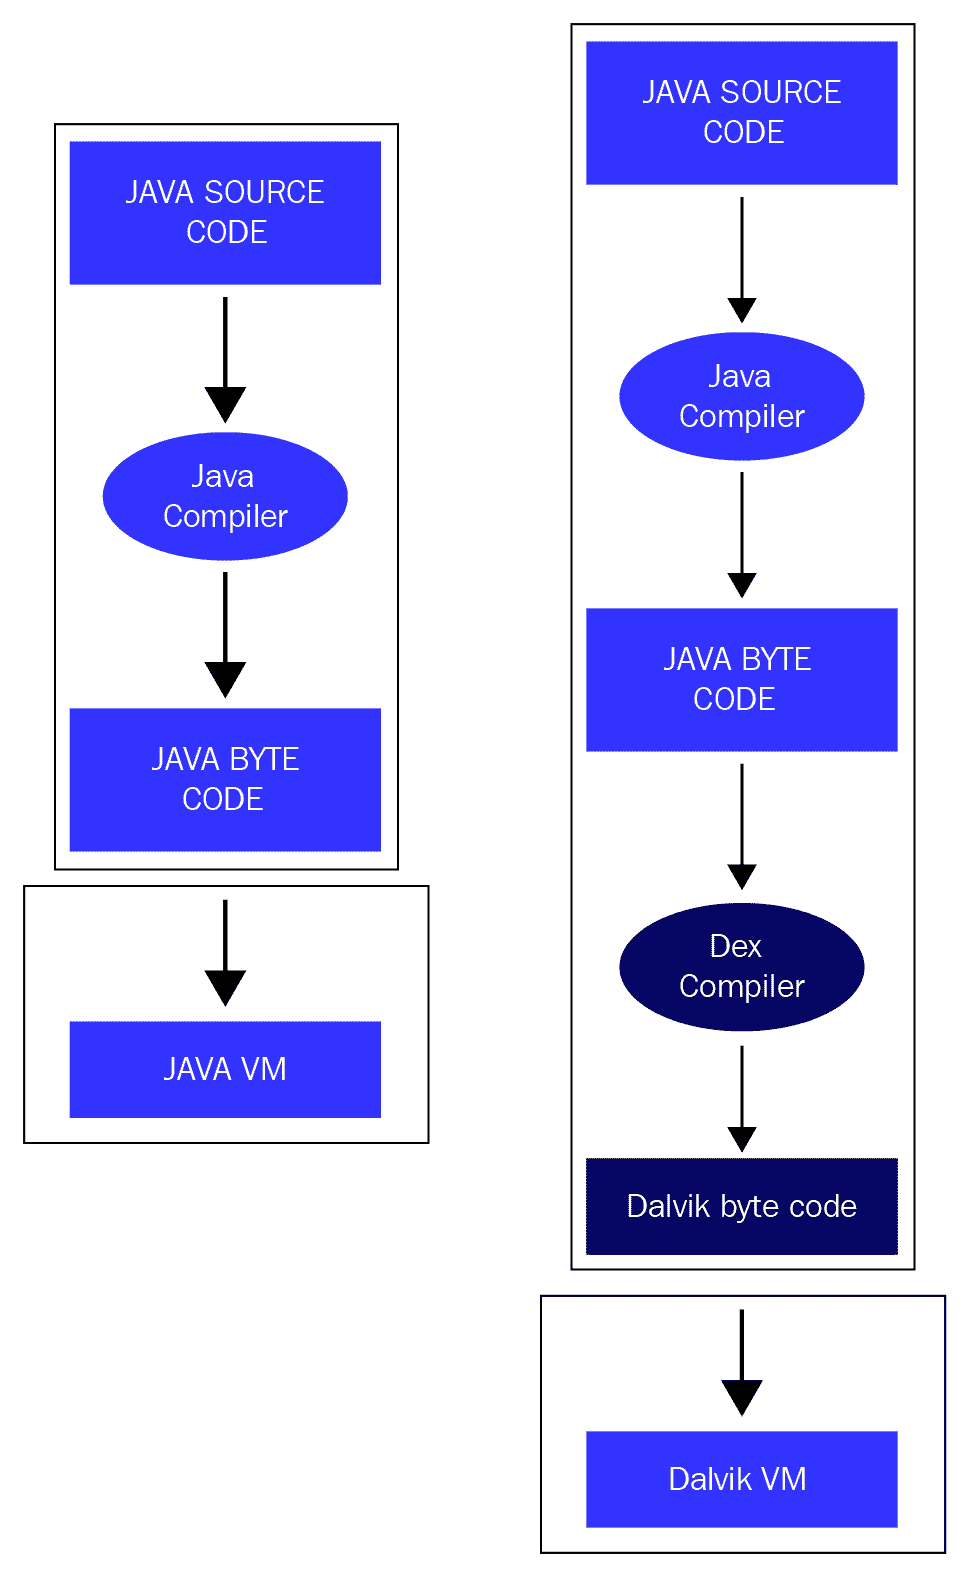 JAVA SOURCE
CODE
Java
Compiler
JAVA BYTE
CODE
JAVA VM
JAVA SOURCE
CODE
Java
Compiler
JAVA BYTE
CODE
Dex
Compiler
Dalvik byte code
Dalvik VM